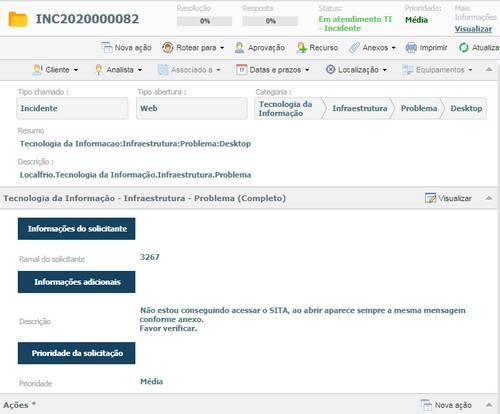 INC2020000082
Resolução
0%
Resposta
0%
Status:
Em atendimento TI
- Incidente
Prioridade:
Média
Mais
Informações
Visualizar
Nova ação
Rotear para
Aprovação
Recurso
Anexos
Imprimir
Atualiza
Cliente
Analista
Associado a
Datas e prazos
Localização
Equipamentos
Tipo chamado :
Incidente
Tipo abertura :
Web
Categoria :
Tecnologia da
Informação
Infraestrutura
Problema
Desktop
Resumo
Tecnologia da Informacao:Infraestrutura:Problema:Desktop
Descrição :
Localfrio.Tecnologia da Informação.Infraestrutura.Problema
Tecnologia da Informação - Infraestrutura - Problema (Completo)
Visualizar
Informações do solicitante
Ramal do solicitante
3267
Informações adicionais
Descrição
Não estou conseguindo acessar o SITA, ao abrir aparece sempre a mesma mensagem
conforme anexo.
Favor verificar.
Prioridade da solicitação
Prioridade
Média
Ações *
Nova ação